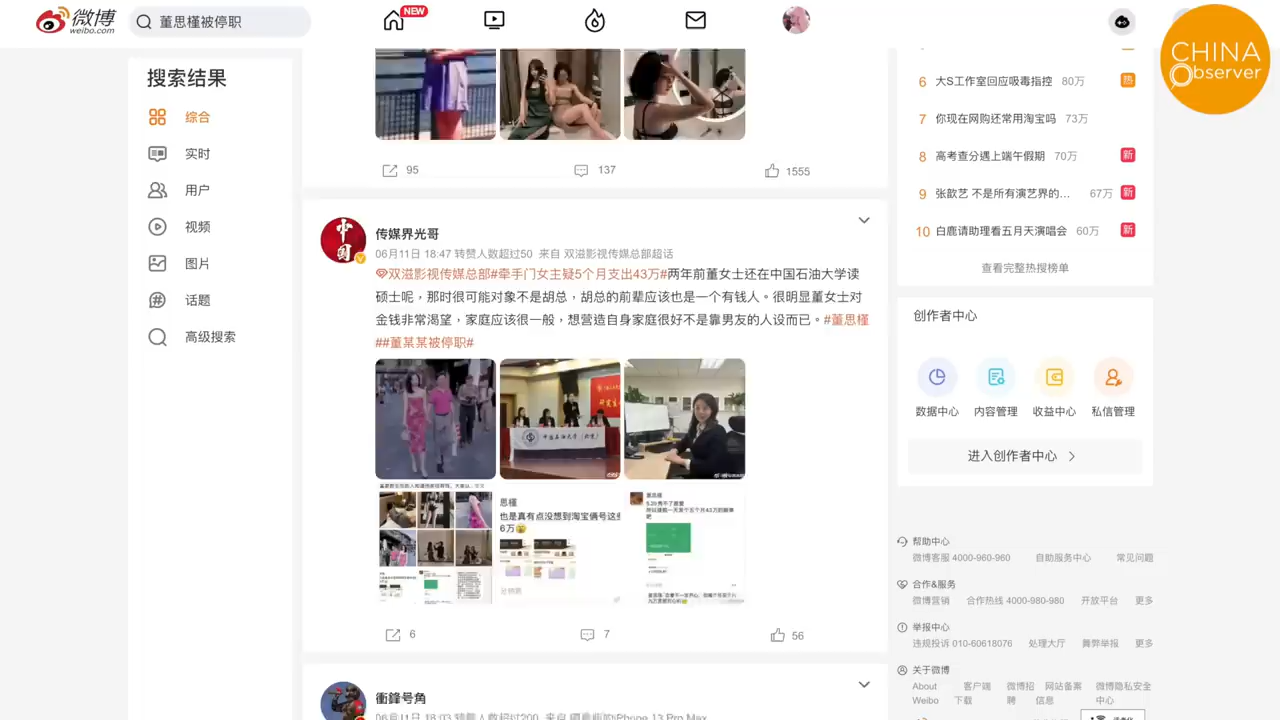 微博
weibo.com
董思槿被停职
NEW
CHINA
Observer
搜索结果
综合
实时
用户
视频
图片
话题
高级搜索
95
137
1555
传媒界光哥
06月11日 18:47 转赞人数超过50 来自 双滋影视传媒总部超话
双滋影视传媒总部#牵手门女主疑5个月支出43万#两年前董女士还在中国石油大学读
硕士呢，那时很可能对象不是胡总，胡总的前辈应该也是一个有钱人。很明显董女士对
金钱非常渴望，家庭应该很一般，想营造自身家庭很好不是靠男友的人设而已。#董思槿
##董某某被停职#
思槿
也是真有点没想到淘宝俩号这些
6万
6
7
56
衝鋒号角
6 大S工作室回应吸毒指控 80万 热
7 你现在网购还常用淘宝吗 73万
8 高考查分遇上端午假期 70万 新
9 张歆艺 不是所有演艺界的... 67万 新
10 白鹿请助理看五月天演唱会 60万 新
查看完整热搜榜单
创作者中心
数据中心 内容管理 收益中心 私信管理
进入创作者中心
帮助中心
微博客服 4000-960-960 自助服务中心 常见问题
合作&服务
微博营销 合作热线 4000-980-980 开放平台 更多
举报中心
违规投诉 010-60618076 处理大厅 舞弊举报 更多
关于微博
About Weibo 客户端下载 微博招聘 网站备案信息 微博隐私安全中心